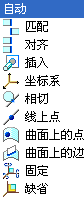 自动
匹配
对齐
插入
坐标系
相切
线上点
曲面上的点
曲面上的边
固定
缺省